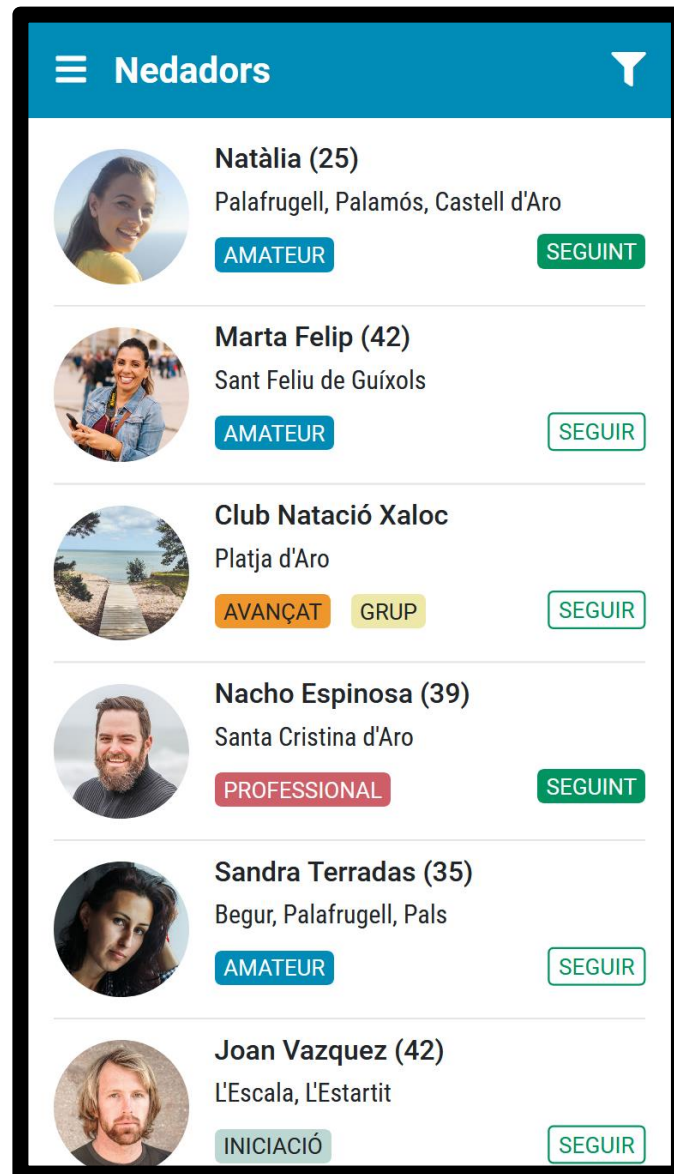 Nedadors
Natàlia (25)
Palafrugell, Palamós, Castell d'Aro
AMATEUR SEGUINT
Marta Felip (42)
Sant Feliu de Guíxols
AMATEUR SEGUIR
Club Natació Xaloc
Platja d'Aro
AVANÇAT GRUP SEGUIR
Nacho Espinosa (39)
Santa Cristina d'Aro
PROFESSIONAL SEGUINT
Sandra Terradas (35)
Begur, Palafrugell, Pals
AMATEUR SEGUIR
Joan Vazquez (42)
L'Escala, L'Estartit
INICIACIÓ SEGUIR